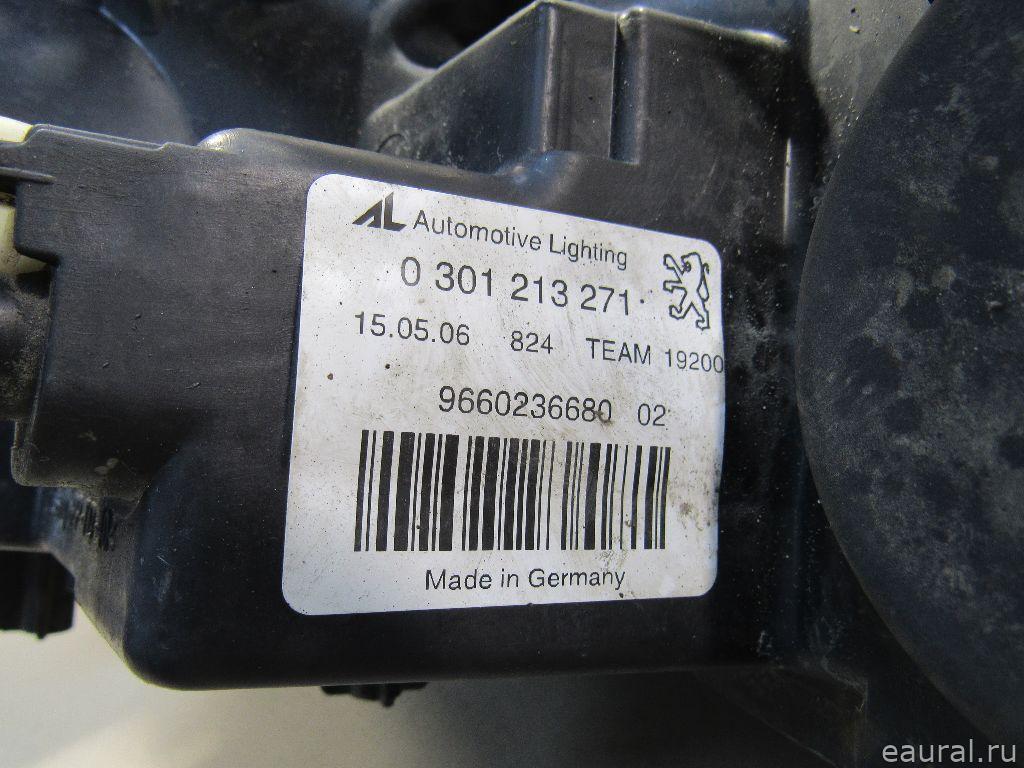 AL Automotive Lighting
0 301 213 271
15.05.06 824 TEAM 19200
9660236680 02
Made in Germany
eaural.ru